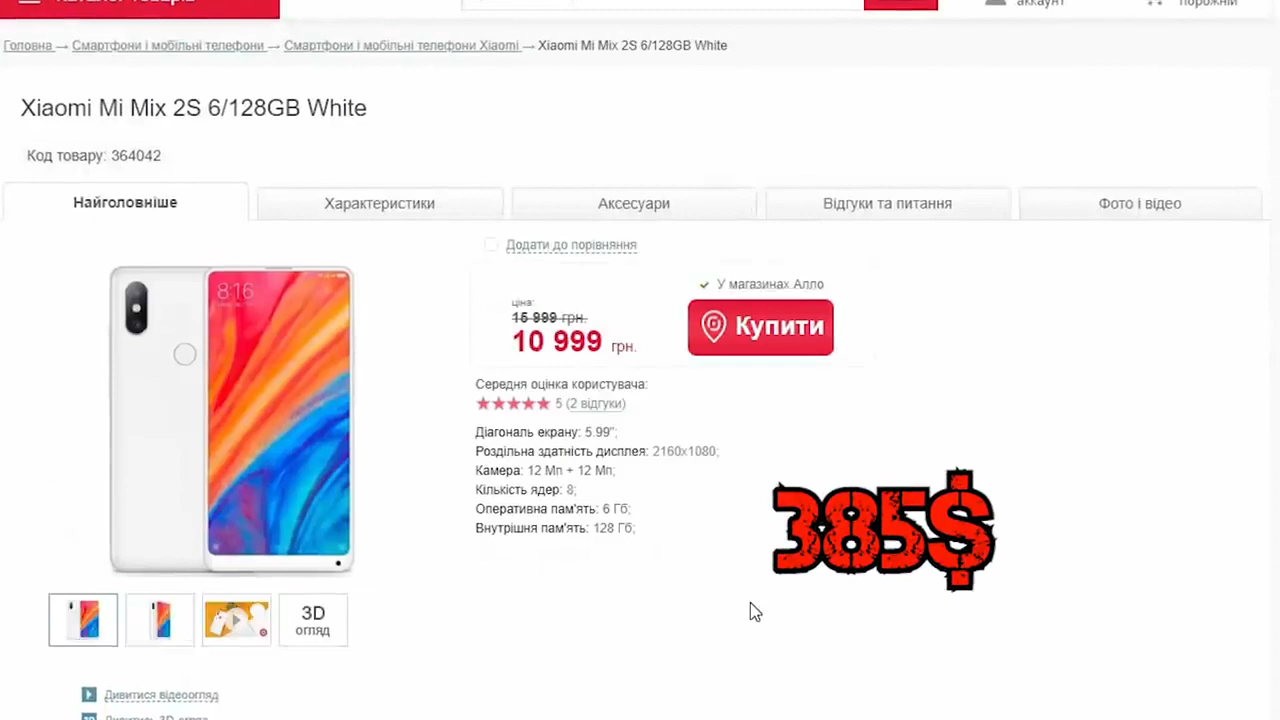 аккаунт
порожній
Головна → Смартфони і мобільні телефони → Смартфони і мобільні телефони Xiaomi → Xiaomi Mi Mix 2S 6/128GB White
Xiaomi Mi Mix 2S 6/128GB White
Код товару: 364042
Найголовніше
Характеристики
Аксесуари
Відгуки та питання
Фото і відео
Додати до порівняння
ціна:
15 999 грн.
10 999 грн.
У магазинах Алло
Купити
Середня оцінка користувача:
5 (2 відгуки)
Діагональ екрану: 5.99";
Роздільна здатність дисплея: 2160x1080;
Камера: 12 Мп + 12 Мп;
Кількість ядер: 8;
Оперативна пам'ять: 6 Гб;
Внутрішня пам'ять: 128 Гб;
8:16
385$
3D
огляд
Дивитися відеоогляд